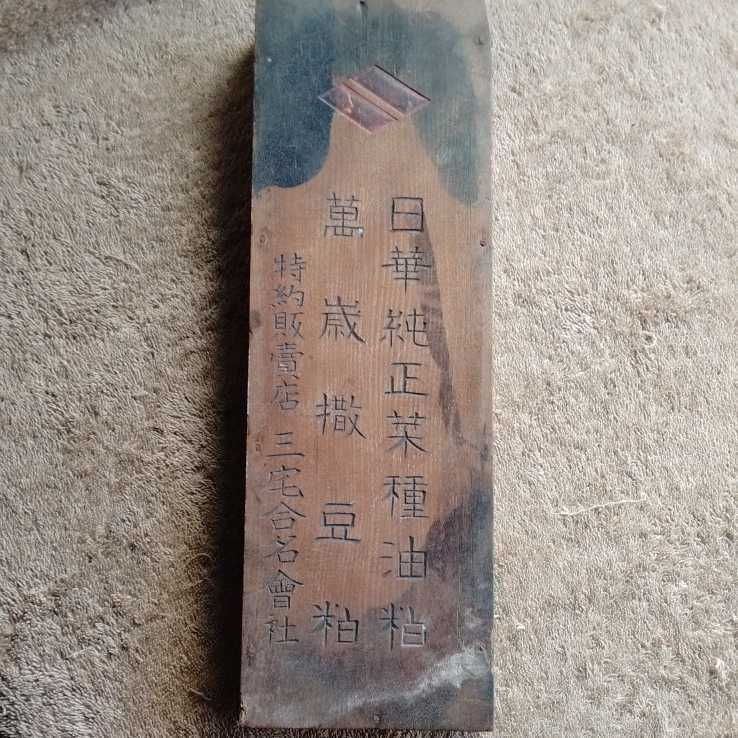 日華純正菜種油粕
萬歳撒豆粕
特約販賣店 三宅合名會社